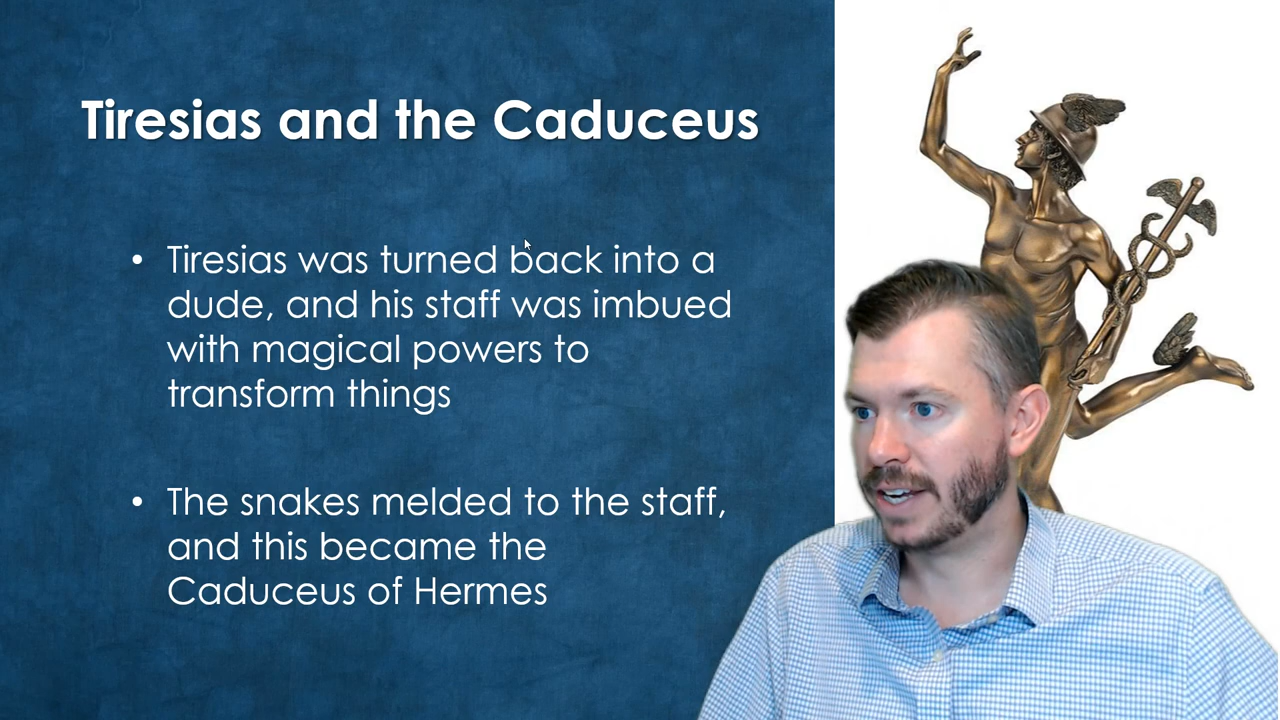 Tiresias and the Caduceus
• Tiresias was turned back into a
dude, and his staff was imbued
with magical powers to
transform things
• The snakes melded to the staff,
and this became the
Caduceus of Hermes